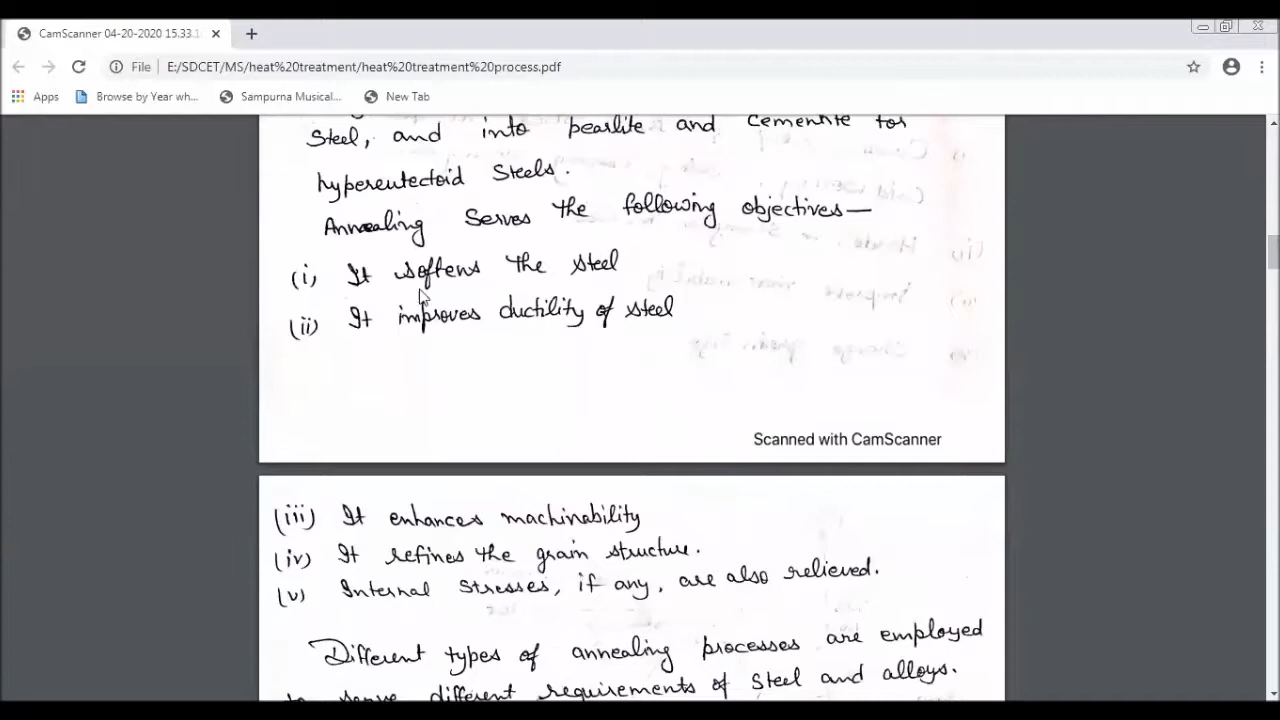 CamScanner 04-20-2020 15.33.1
File E:/SDCET/MS/heat%20treatment/heat%20treatment%20process.pdf
Apps Browse by Year wh... Sampurna Musical... New Tab
Steel, and into pearlite and cementite for
hypereutectoid Steels.
Annealing Serves the following objectives—
(i) It softens the steel
(ii) It improves ductility of steel
Scanned with CamScanner
(iii) It enhances machinability
(iv) It refines the grain structure.
(v) Internal stresses, if any, are also relieved.
Different types of annealing processes are employed
to serve different requirements of steel and alloys.